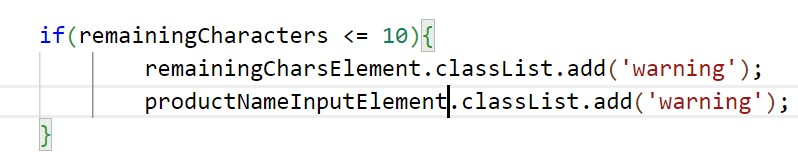 if(remainingCharacters <= 10){
        remainingCharsElement.classList.add('warning');
        productNameInputElement.classList.add('warning');
}